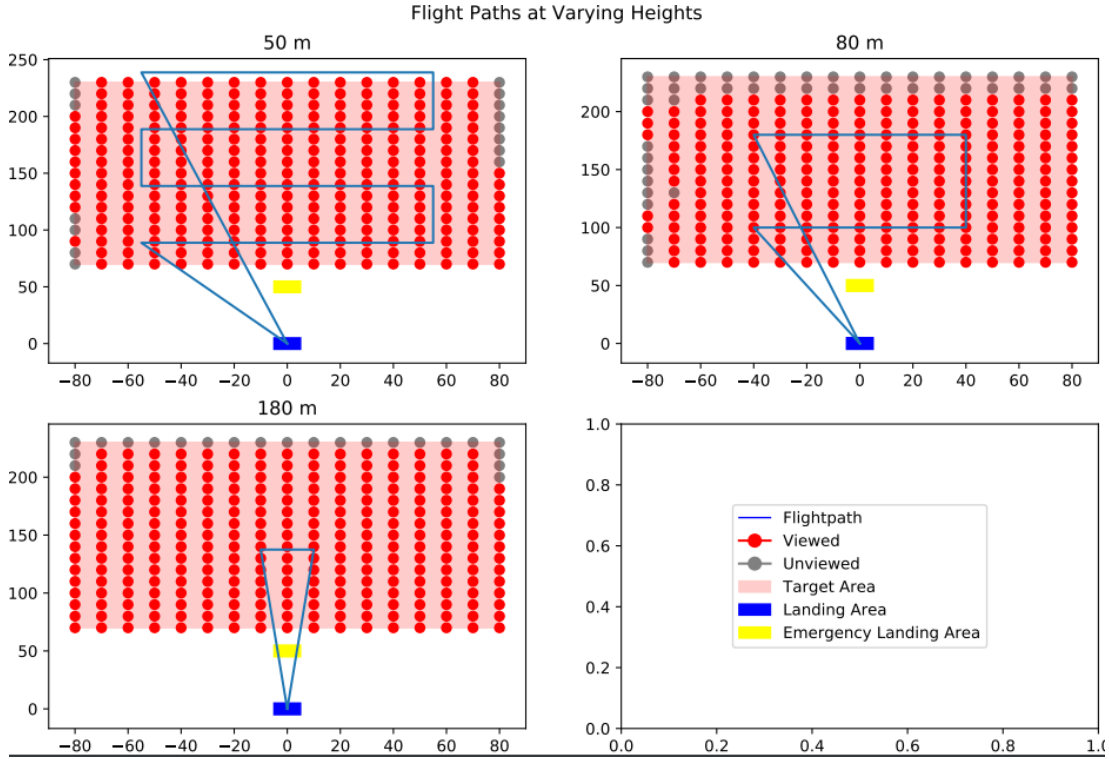 Flight Paths at Varying Heights
50 m
250
200
150
100
50
0
−80 −60 −40 −20 0 20 40 60 80
80 m
200
150
100
50
0
−80 −60 −40 −20 0 20 40 60 80
180 m
200
150
100
50
0
−80 −60 −40 −20 0 20 40 60 80
1.0
0.8
0.6
0.4
0.2
0.0
Flightpath
Viewed
Unviewed
Target Area
Landing Area
Emergency Landing Area
0.0 0.2 0.4 0.6 0.8 1.0